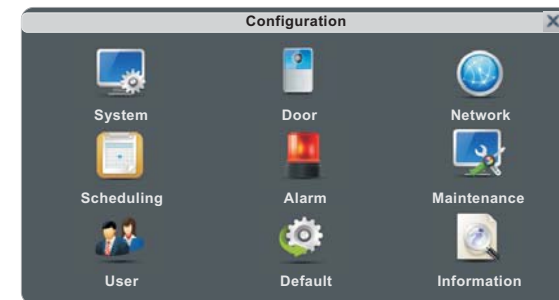 Configuration
System Door Network
Scheduling Alarm Maintenance
User Default Information